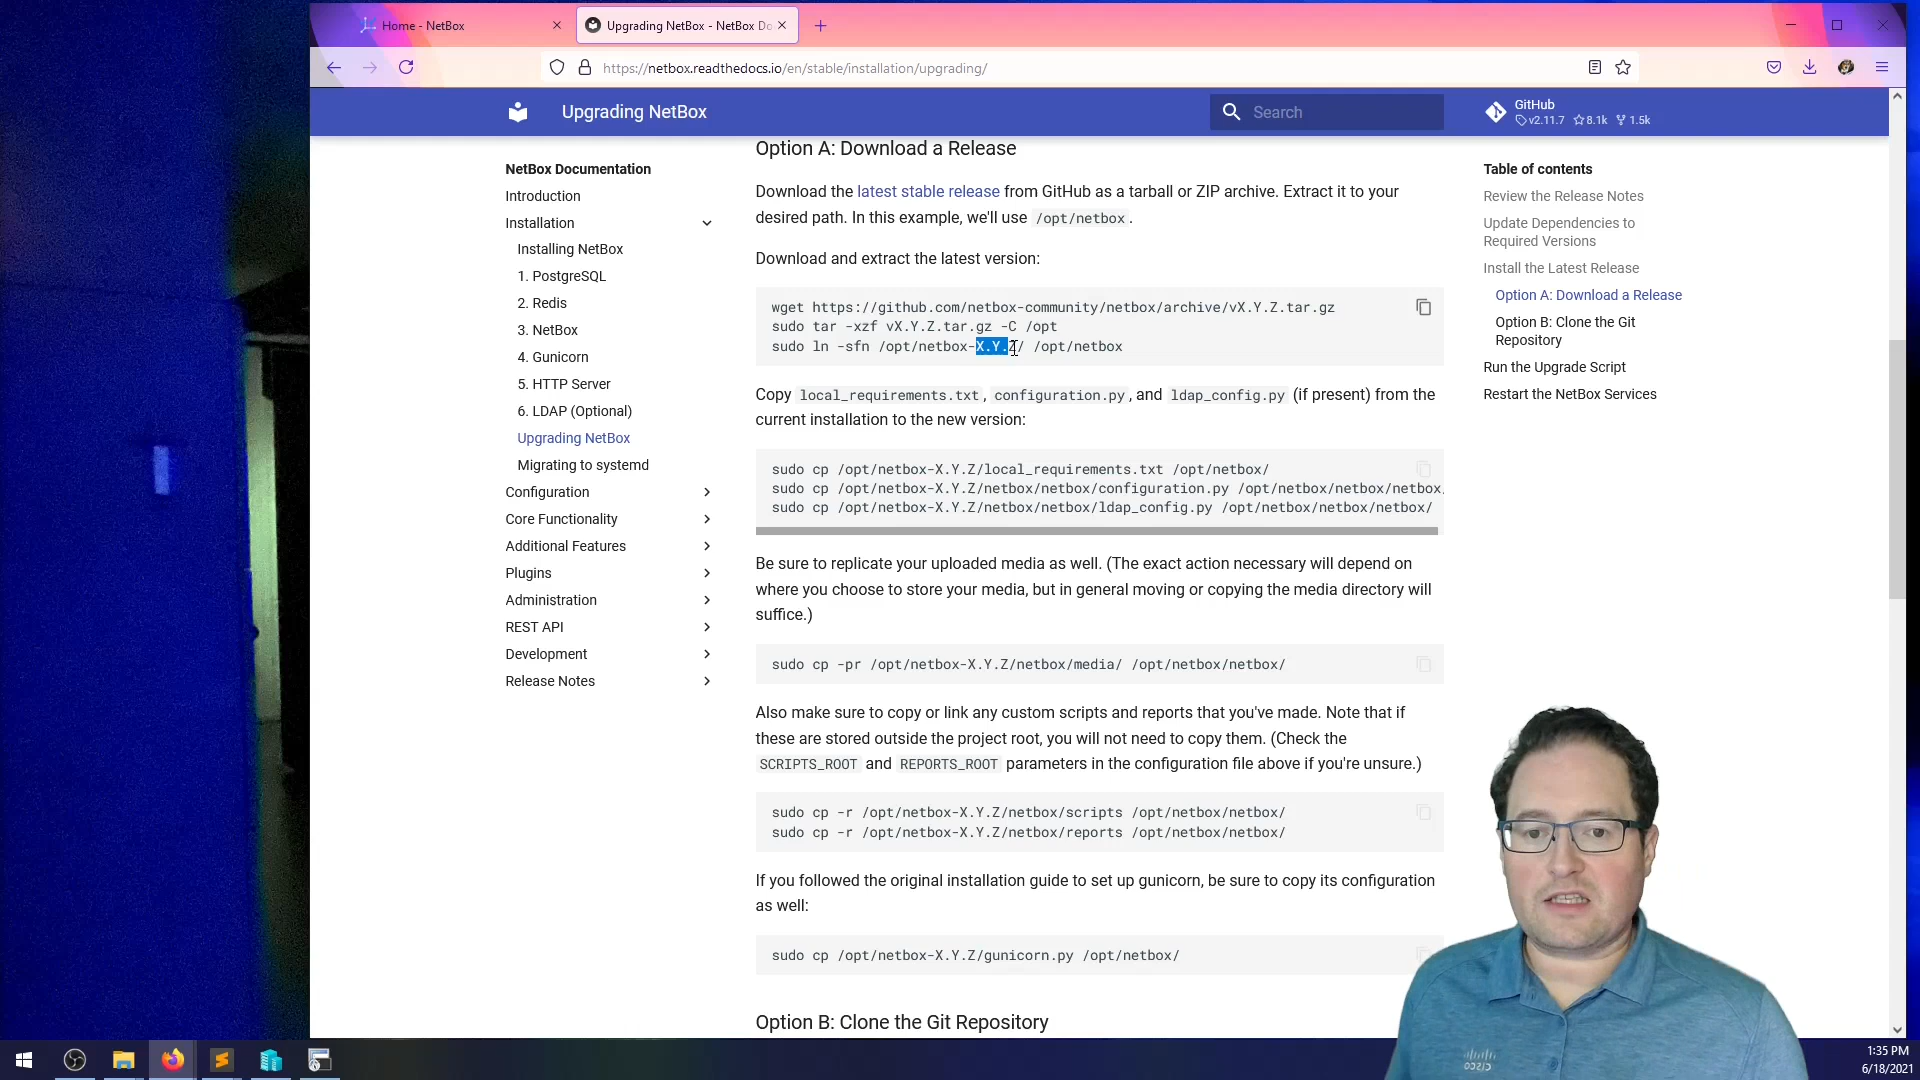 Home - NetBox
Upgrading NetBox - NetBox Do
https://netbox.readthedocs.io/en/stable/installation/upgrading/
Upgrading NetBox
Search
GitHub
v2.11.7 8.1k 1.5k
NetBox Documentation
Introduction
Installation
Installing NetBox
1. PostgreSQL
2. Redis
3. NetBox
4. Gunicorn
5. HTTP Server
6. LDAP (Optional)
Upgrading NetBox
Migrating to systemd
Configuration
Core Functionality
Additional Features
Plugins
Administration
REST API
Development
Release Notes
Option A: Download a Release
Download the latest stable release from GitHub as a tarball or ZIP archive. Extract it to your
desired path. In this example, we'll use /opt/netbox.
Download and extract the latest version:
wget https://github.com/netbox-community/netbox/archive/vX.Y.Z.tar.gz
sudo tar -xzf vX.Y.Z.tar.gz -C /opt
sudo ln -sfn /opt/netbox-X.Y.Z/ /opt/netbox
Copy local_requirements.txt, configuration.py, and ldap_config.py (if present) from the
current installation to the new version:
sudo cp /opt/netbox-X.Y.Z/local_requirements.txt /opt/netbox/
sudo cp /opt/netbox-X.Y.Z/netbox/netbox/configuration.py /opt/netbox/netbox/netbox/
sudo cp /opt/netbox-X.Y.Z/netbox/netbox/ldap_config.py /opt/netbox/netbox/netbox/
Be sure to replicate your uploaded media as well. (The exact action necessary will depend on
where you choose to store your media, but in general moving or copying the media directory will
suffice.)
sudo cp -pr /opt/netbox-X.Y.Z/netbox/media/ /opt/netbox/netbox/
Also make sure to copy or link any custom scripts and reports that you've made. Note that if
these are stored outside the project root, you will not need to copy them. (Check the
SCRIPTS_ROOT and REPORTS_ROOT parameters in the configuration file above if you're unsure.)
sudo cp -r /opt/netbox-X.Y.Z/netbox/scripts /opt/netbox/netbox/
sudo cp -r /opt/netbox-X.Y.Z/netbox/reports /opt/netbox/netbox/
If you followed the original installation guide to set up gunicorn, be sure to copy its configuration
as well:
sudo cp /opt/netbox-X.Y.Z/gunicorn.py /opt/netbox/
Option B: Clone the Git Repository
Table of contents
Review the Release Notes
Update Dependencies to
Required Versions
Install the Latest Release
Option A: Download a Release
Option B: Clone the Git
Repository
Run the Upgrade Script
Restart the NetBox Services
1:35 PM
6/18/2021